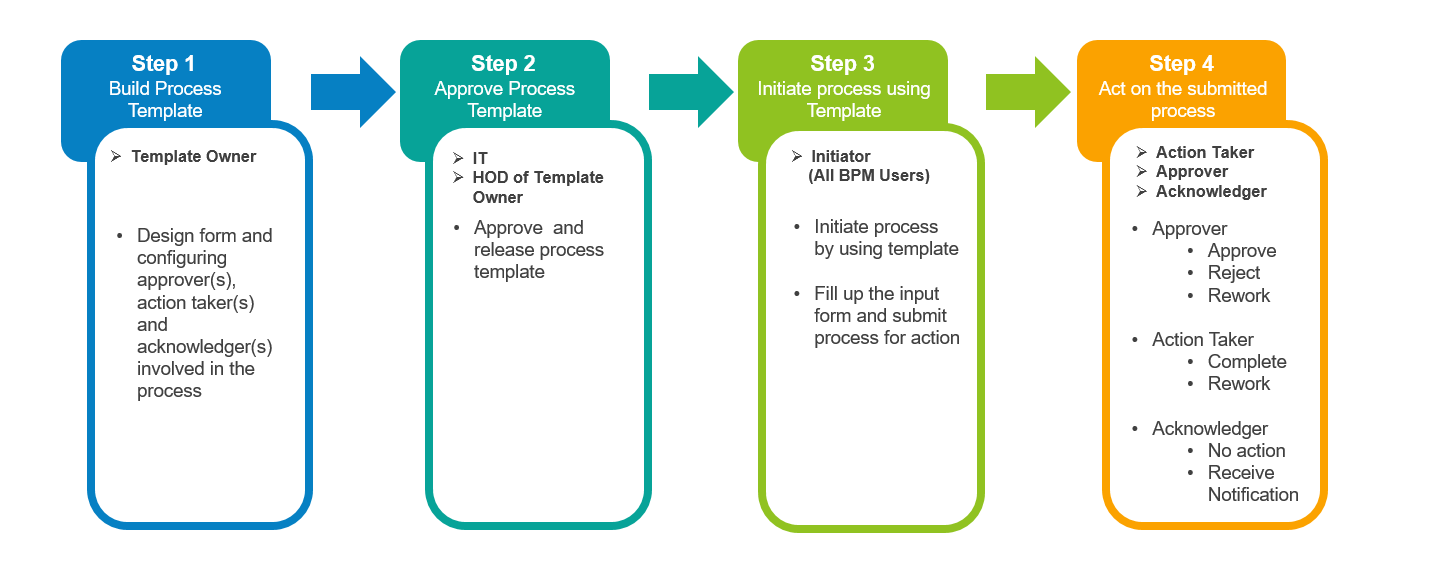 Step 1
Build Process
Template
➢ Template Owner
• Design form and
configuring
approver(s),
action taker(s)
and
acknowledger(s)
involved in the
process
Step 2
Approve Process
Template
➢ IT
➢ HOD of Template
Owner
• Approve and
release process
template
Step 3
Initiate process using
Template
➢ Initiator
(All BPM Users)
• Initiate process
by using template
• Fill up the input
form and submit
process for action
Step 4
Act on the submitted
process
➢ Action Taker
➢ Approver
➢ Acknowledger
• Approver
• Approve
• Reject
• Rework
• Action Taker
• Complete
• Rework
• Acknowledger
• No action
• Receive
Notification